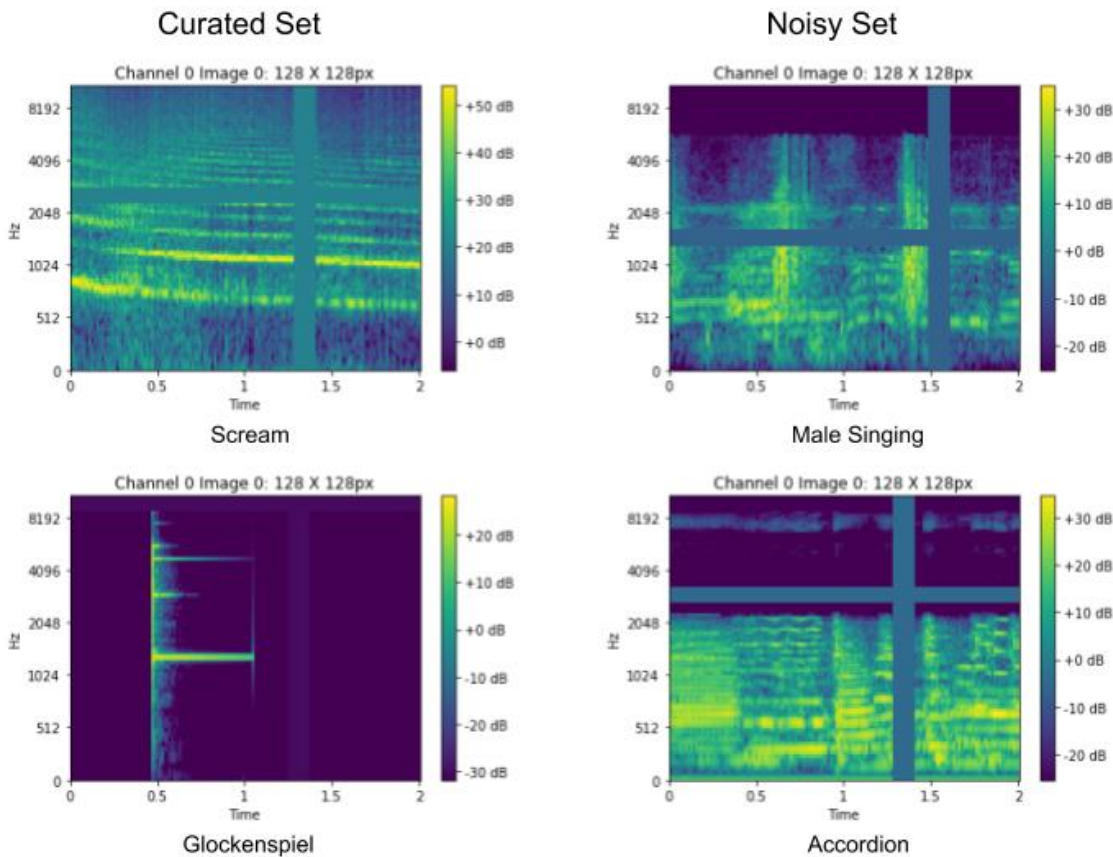 Curated Set
Noisy Set
Channel 0 Image 0: 128 X 128px
8192
4096
2048
1024
512
0
Hz
0 0.5 1 1.5 2
Time
+50 dB
+40 dB
+30 dB
+20 dB
+10 dB
+0 dB
Scream
Channel 0 Image 0: 128 X 128px
8192
4096
2048
1024
512
0
Hz
0 0.5 1 1.5 2
Time
+30 dB
+20 dB
+10 dB
+0 dB
-10 dB
-20 dB
Male Singing
Channel 0 Image 0: 128 X 128px
8192
4096
2048
1024
512
0
Hz
0 0.5 1 1.5 2
Time
+20 dB
+10 dB
+0 dB
-10 dB
-20 dB
-30 dB
Glockenspiel
Channel 0 Image 0: 128 X 128px
8192
4096
2048
1024
512
0
Hz
0 0.5 1 1.5 2
Time
+30 dB
+20 dB
+10 dB
+0 dB
-10 dB
-20 dB
Accordion